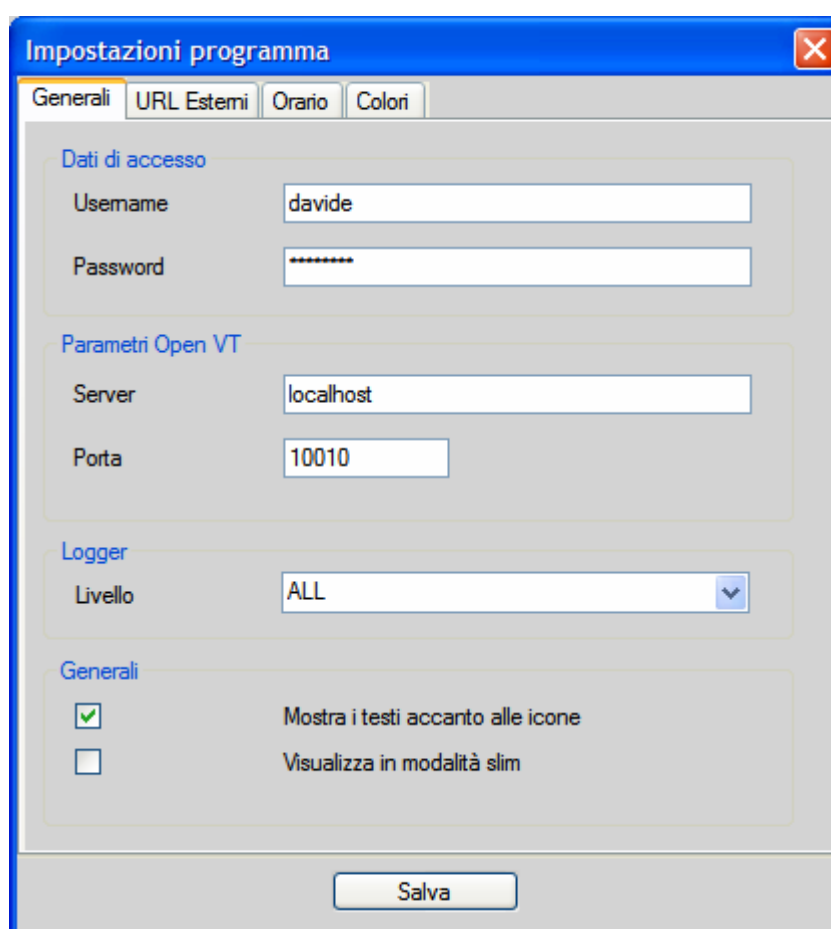 Impostazioni programma
Generali URL Esterni Orario Colori
Dati di accesso
Username davide
Password ********
Parametri Open VT
Server localhost
Porta 10010
Logger
Livello ALL
Generali
Mostra i testi accanto alle icone
Visualizza in modalità slim
Salva